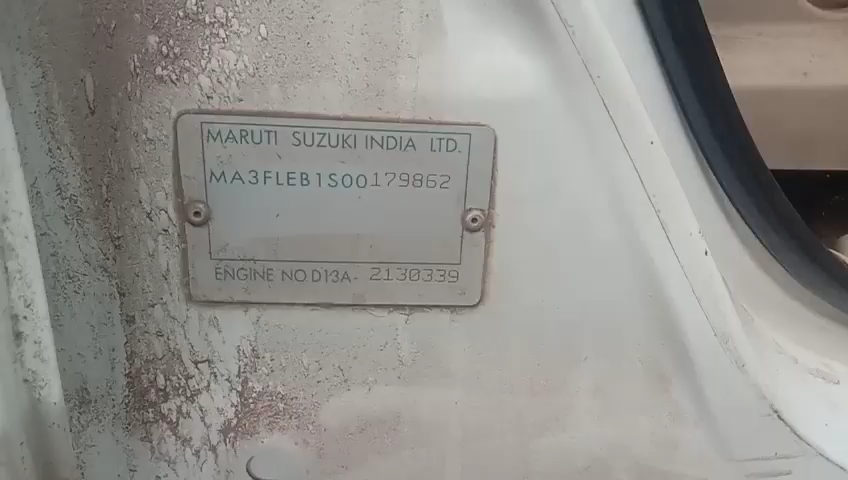 MARUTI SUZUKI INDIA LTD.
MA3FLEB1S00179862
ENGINE NO. D13A- 2130339